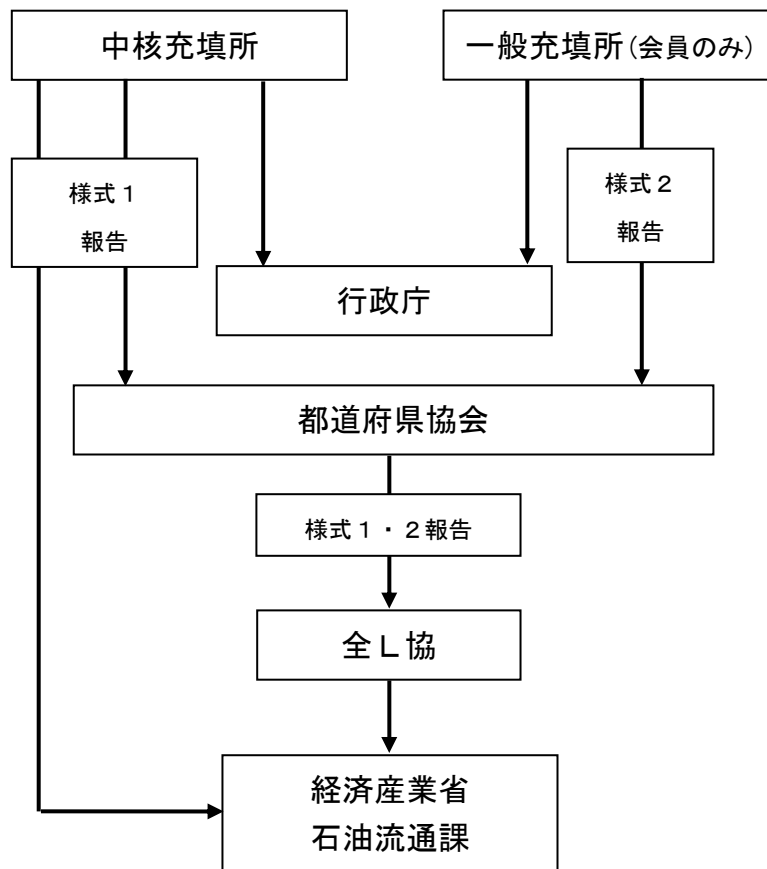 中核充填所
一般充填所(会員のみ)
様式1
報告
様式2
報告
行政庁
都道府県協会
様式1・2報告
全L協
経済産業省
石油流通課